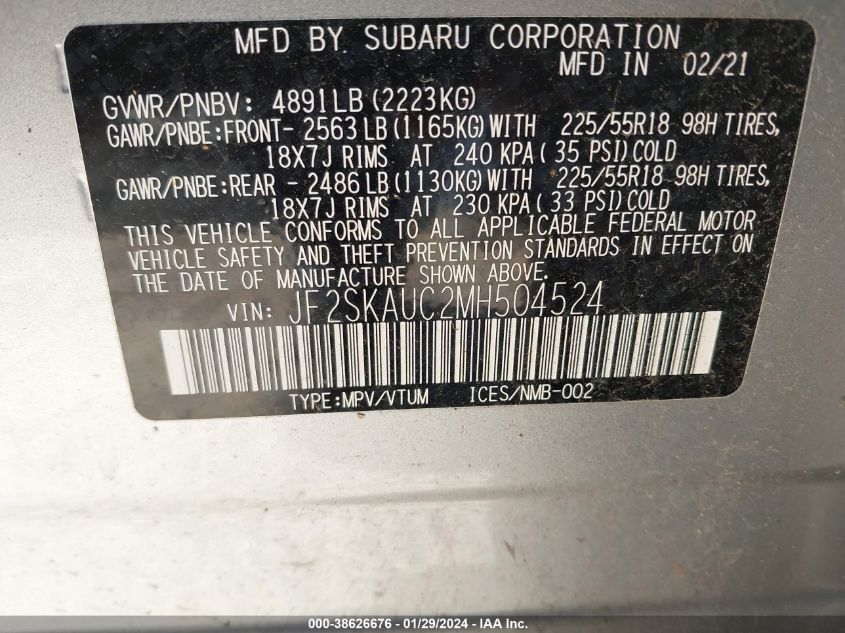 MFD BY SUBARU CORPORATION
MFD IN 02/21
GVWR/PNBV: 4891LB (2223KG)
GAWR/PNBE:FRONT- 2563LB (1165KG) WITH 225/55R18 98H TIRES,
18X7J RIMS AT 240 KPA ( 35 PSI) COLD
GAWR/PNBE:REAR - 2486LB (1130KG) WITH 225/55R18 98H TIRES,
18X7J RIMS AT 230 KPA ( 33 PSI) COLD
THIS VEHICLE CONFORMS TO ALL APPLICABLE FEDERAL MOTOR
VEHICLE SAFETY AND THEFT PREVENTION STANDARDS IN EFFECT ON
THE DATE OF MANUFACTURE SHOWN ABOVE.
VIN: JF2SKAUC2MH504524
TYPE:MPV/VTUM ICES/NMB-002
000-38626676 - 01/29/2024 - IAA Inc.